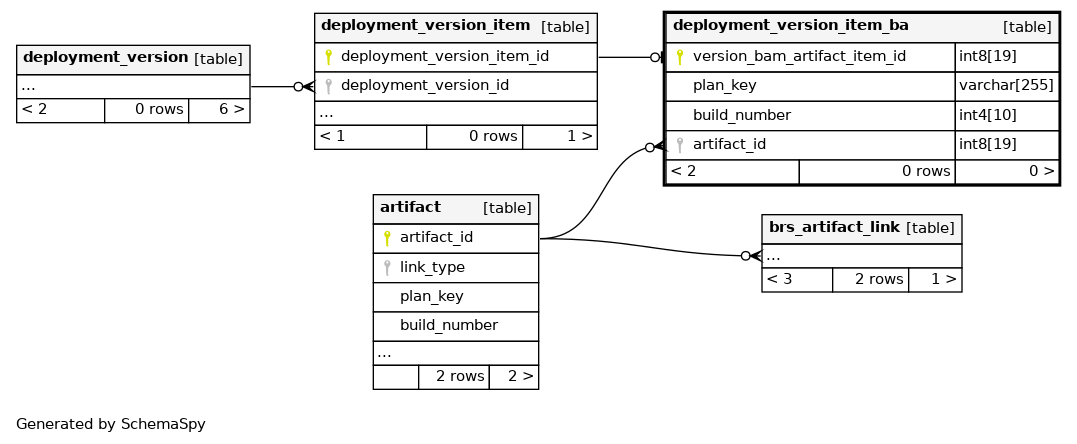 deployment_version [table]
...
< 2 0 rows 6 >
deployment_version_item [table]
deployment_version_item_id
deployment_version_id
...
< 1 0 rows 1 >
deployment_version_item_ba [table]
version_bam_artifact_item_id int8[19]
plan_key varchar[255]
build_number int4[10]
artifact_id int8[19]
< 2 0 rows 0 >
artifact [table]
artifact_id
link_type
plan_key
build_number
...
2 rows 2 >
brs_artifact_link [table]
...
< 3 2 rows 1 >
Generated by SchemaSpy